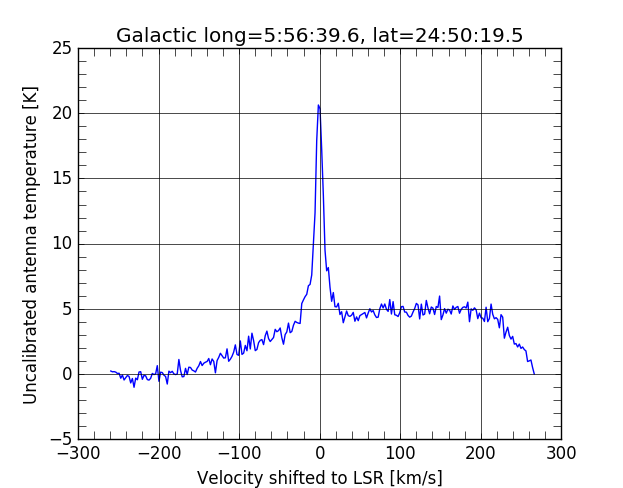 Galactic long=5:56:39.6, lat=24:50:19.5
Uncalibrated antenna temperature [K]
25
20
15
10
5
0
−5
−300 −200 −100 0 100 200 300
Velocity shifted to LSR [km/s]